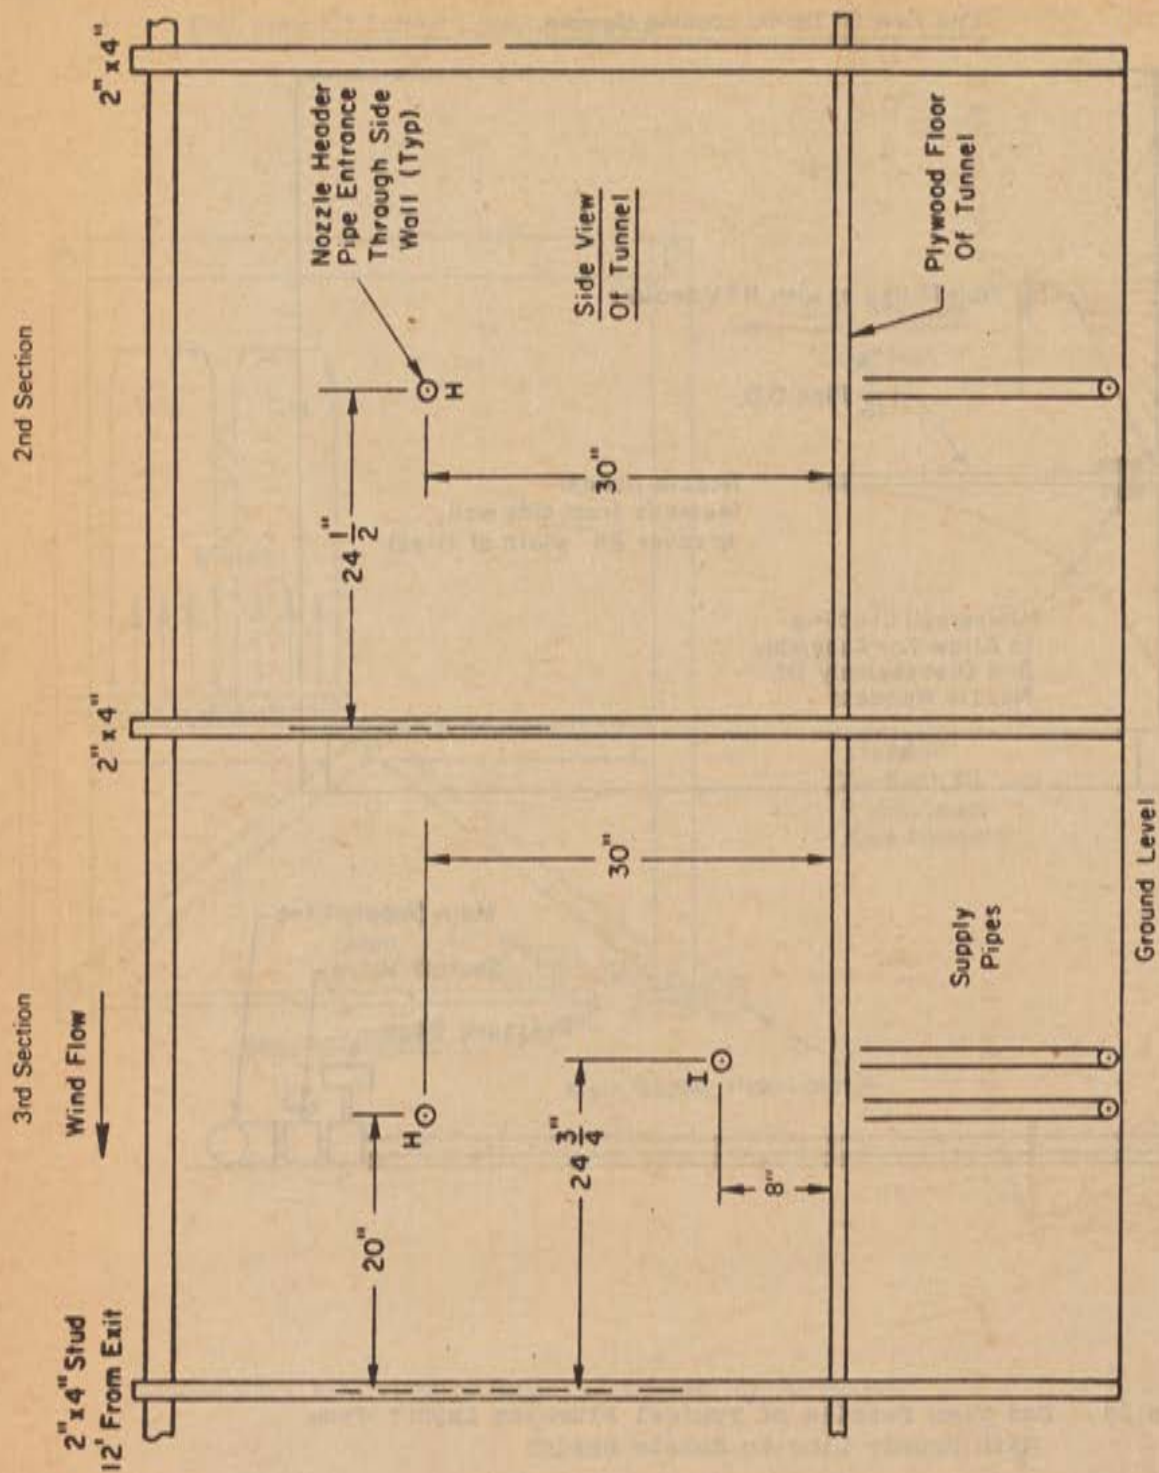 3rd Section
2nd Section
Wind Flow
2" x 4" Stud
12' From Exit
2" x 4"
2" x 4"
Nozzle Header
Pipe Entrance
Through Side
Wall (Typ)
24 1/2"
20"
H
H
Side View
Of Tunnel
24 3/4"
30"
30"
I
8"
Plywood Floor
Of Tunnel
Supply
Pipes
Ground Level